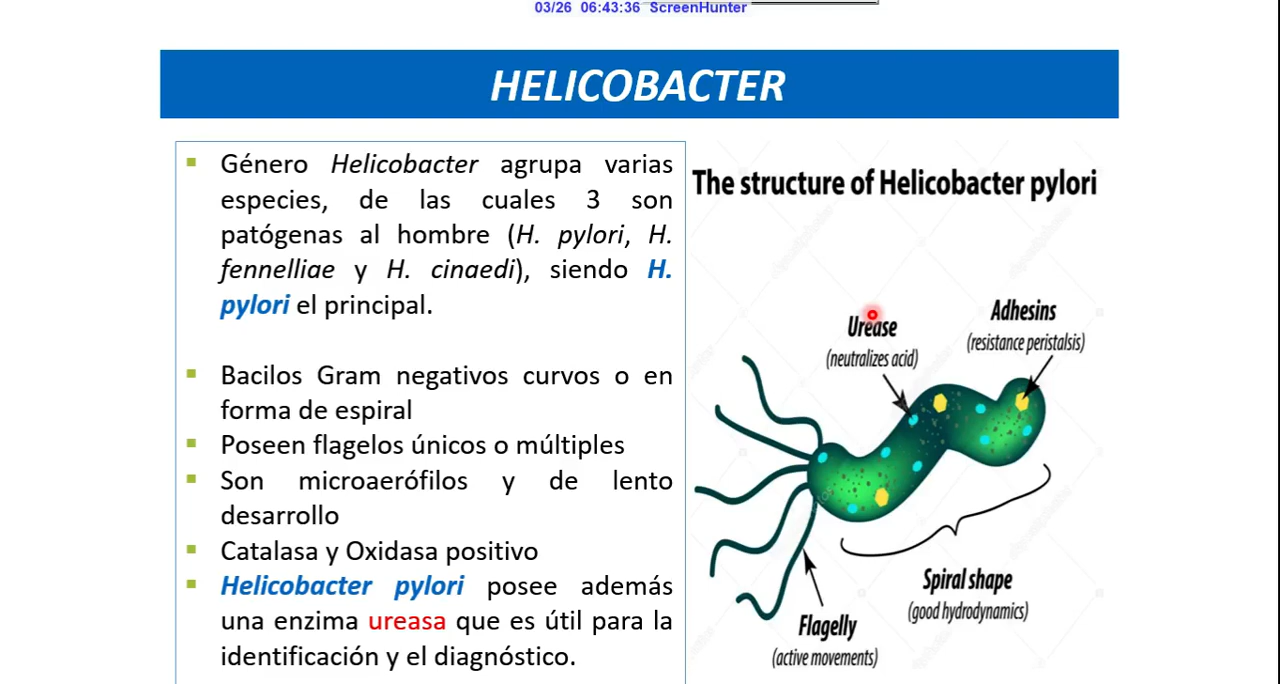 03/26 06:43:36 ScreenHunter
HELICOBACTER
Género Helicobacter agrupa varias
especies, de las cuales 3 son
patógenas al hombre (H. pylori, H.
fennelliae y H. cinaedi), siendo H.
pylori el principal.
Bacilos Gram negativos curvos o en
forma de espiral
Poseen flagelos únicos o múltiples
Son microaerófilos y de lento
desarrollo
Catalasa y Oxidasa positivo
Helicobacter pylori posee además
una enzima ureasa que es útil para la
identificación y el diagnóstico.
The structure of Helicobacter pylori
Urease
(neutralizes acid)
Adhesins
(resistance peristalsis)
Spiral shape
(good hydrodynamics)
Flagelly
(active movements)